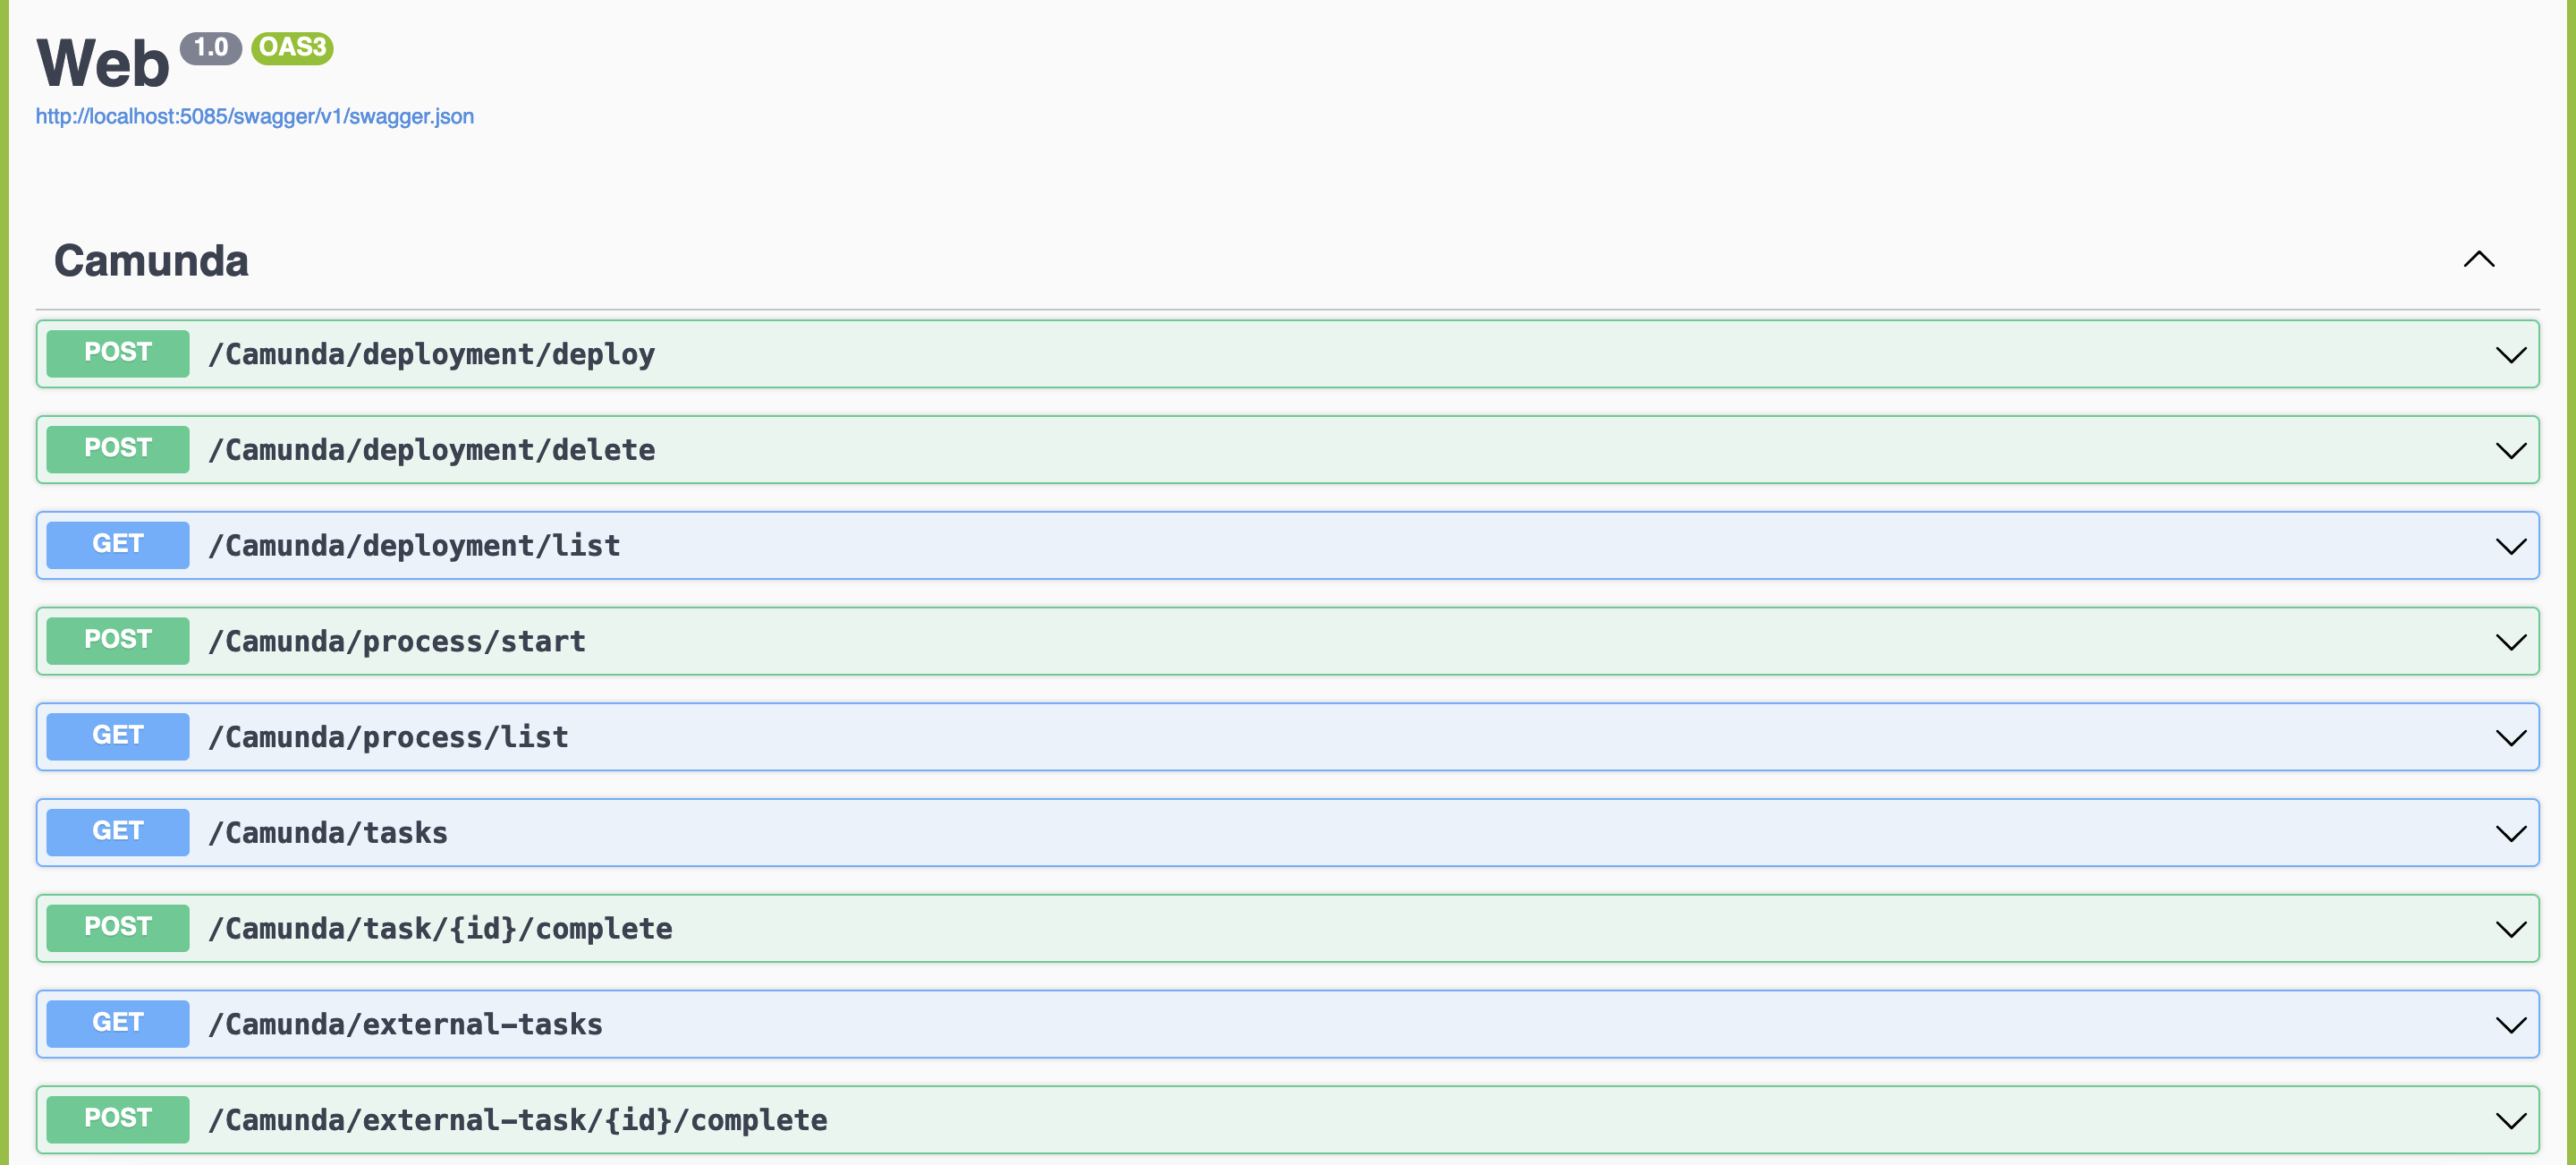 Web 1.0 OAS3
http://localhost:5085/swagger/v1/swagger.json
Camunda
POST /Camunda/deployment/deploy
POST /Camunda/deployment/delete
GET /Camunda/deployment/list
POST /Camunda/process/start
GET /Camunda/process/list
GET /Camunda/tasks
POST /Camunda/task/{id}/complete
GET /Camunda/external-tasks
POST /Camunda/external-task/{id}/complete